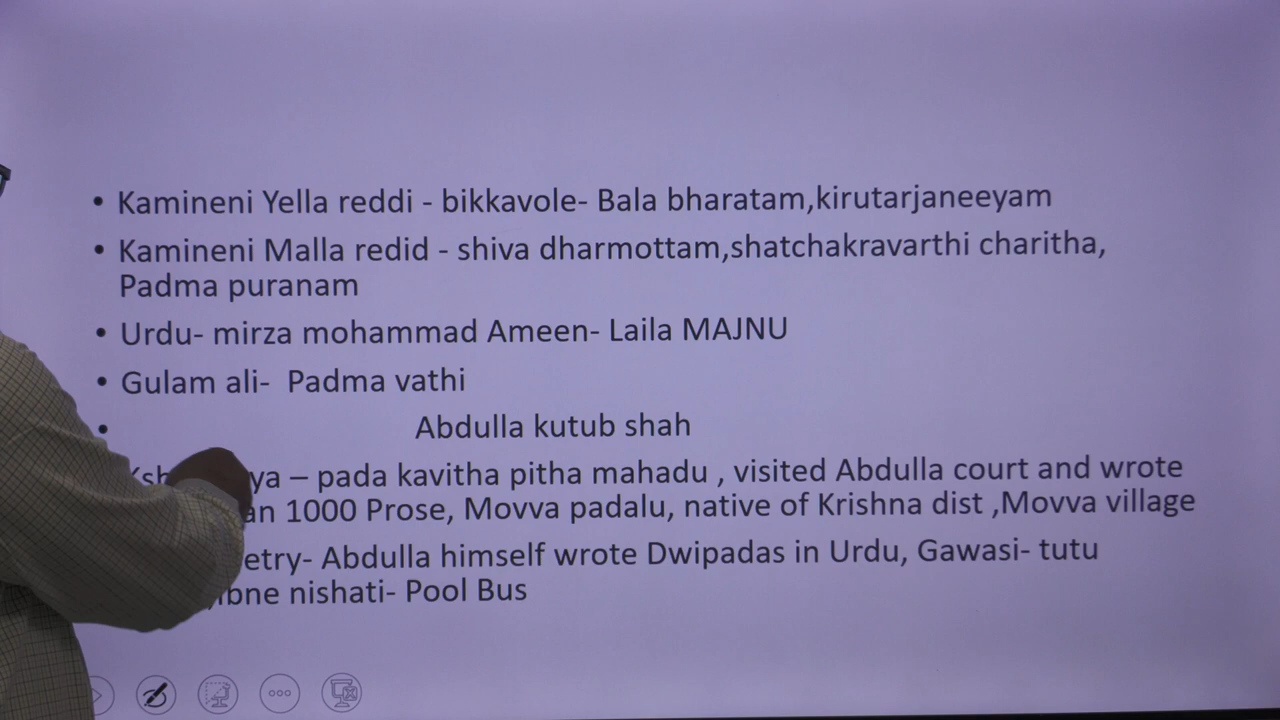 • Kamineni Yella reddi - bikkavole- Bala bharatam,kirutarjaneeyam
• Kamineni Malla redid - shiva dharmottam,shatchakravarthi charitha,
Padma puranam
• Urdu- mirza mohammad Ameen- Laila MAJNU
• Gulam ali- Padma vathi
• Abdulla kutub shah
– pada kavitha pitha mahadu , visited Abdulla court and wrote
1000 Prose, Movva padalu, native of Krishna dist ,Movva village
Abdulla himself wrote Dwipadas in Urdu, Gawasi- tutu
,ibne nishati- Pool Bus